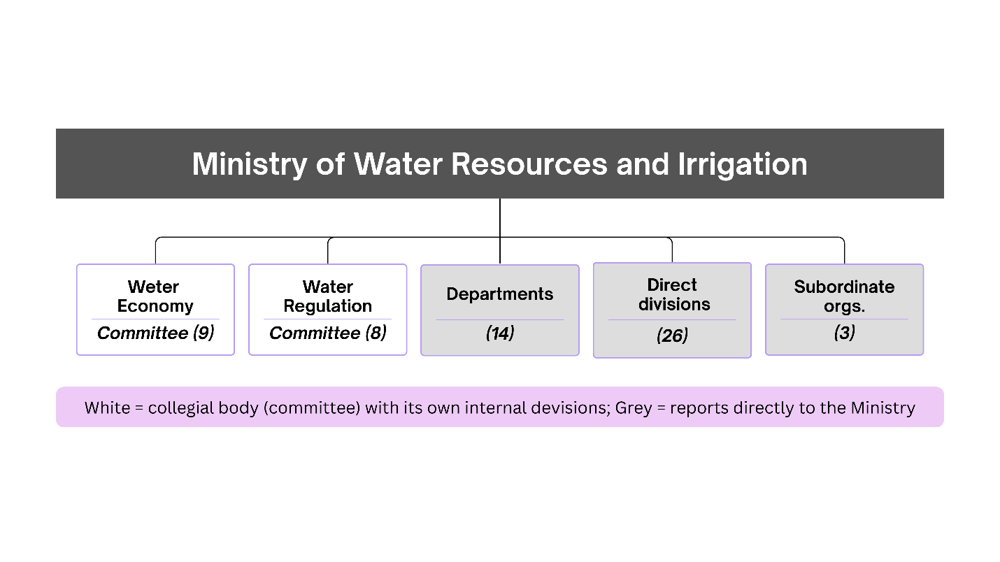 Ministry of Water Resources and Irrigation
Weter
Economy
Committee (9)
Water
Regulation
Committee (8)
Departments
(14)
Direct
divisions
(26)
Subordinate
orgs.
(3)
White = collegial body (committee) with its own internal devisions; Grey = reports directly to the Ministry